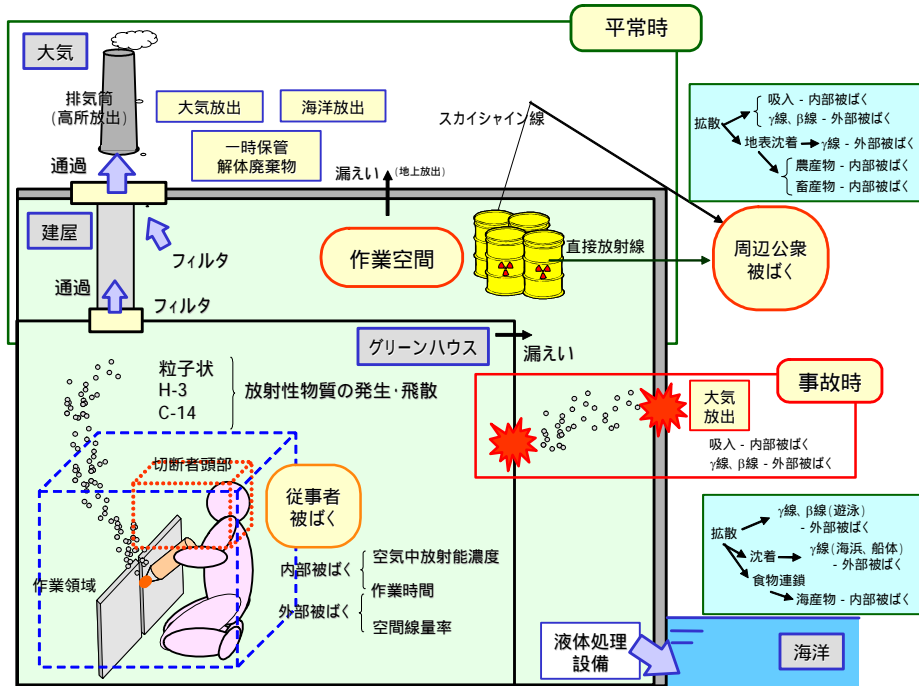 平常時
大気
排気筒
(高所放出)
大気放出
海洋放出
一時保管
解体廃棄物
スカイシャイン線
拡散
吸入 - 内部被ばく
γ線、β線 - 外部被ばく
地表沈着
γ線 - 外部被ばく
農産物 - 内部被ばく
畜産物 - 内部被ばく
通過
漏えい(地上放出)
建屋
フィルタ
作業空間
直接放射線
周辺公衆
被ばく
通過
フィルタ
グリーンハウス
漏えい
粒子状
H-3
C-14
放射性物質の発生・飛散
事故時
大気
放出
吸入 - 内部被ばく
γ線、β線 - 外部被ばく
切断者頭部
従事者
被ばく
作業領域
内部被ばく
空気中放射能濃度
作業時間
外部被ばく
空間線量率
拡散
γ線、β線(遊泳)
- 外部被ばく
沈着
γ線(海浜、船体)
- 外部被ばく
食物連鎖
海産物 - 内部被ばく
液体処理
設備
海洋